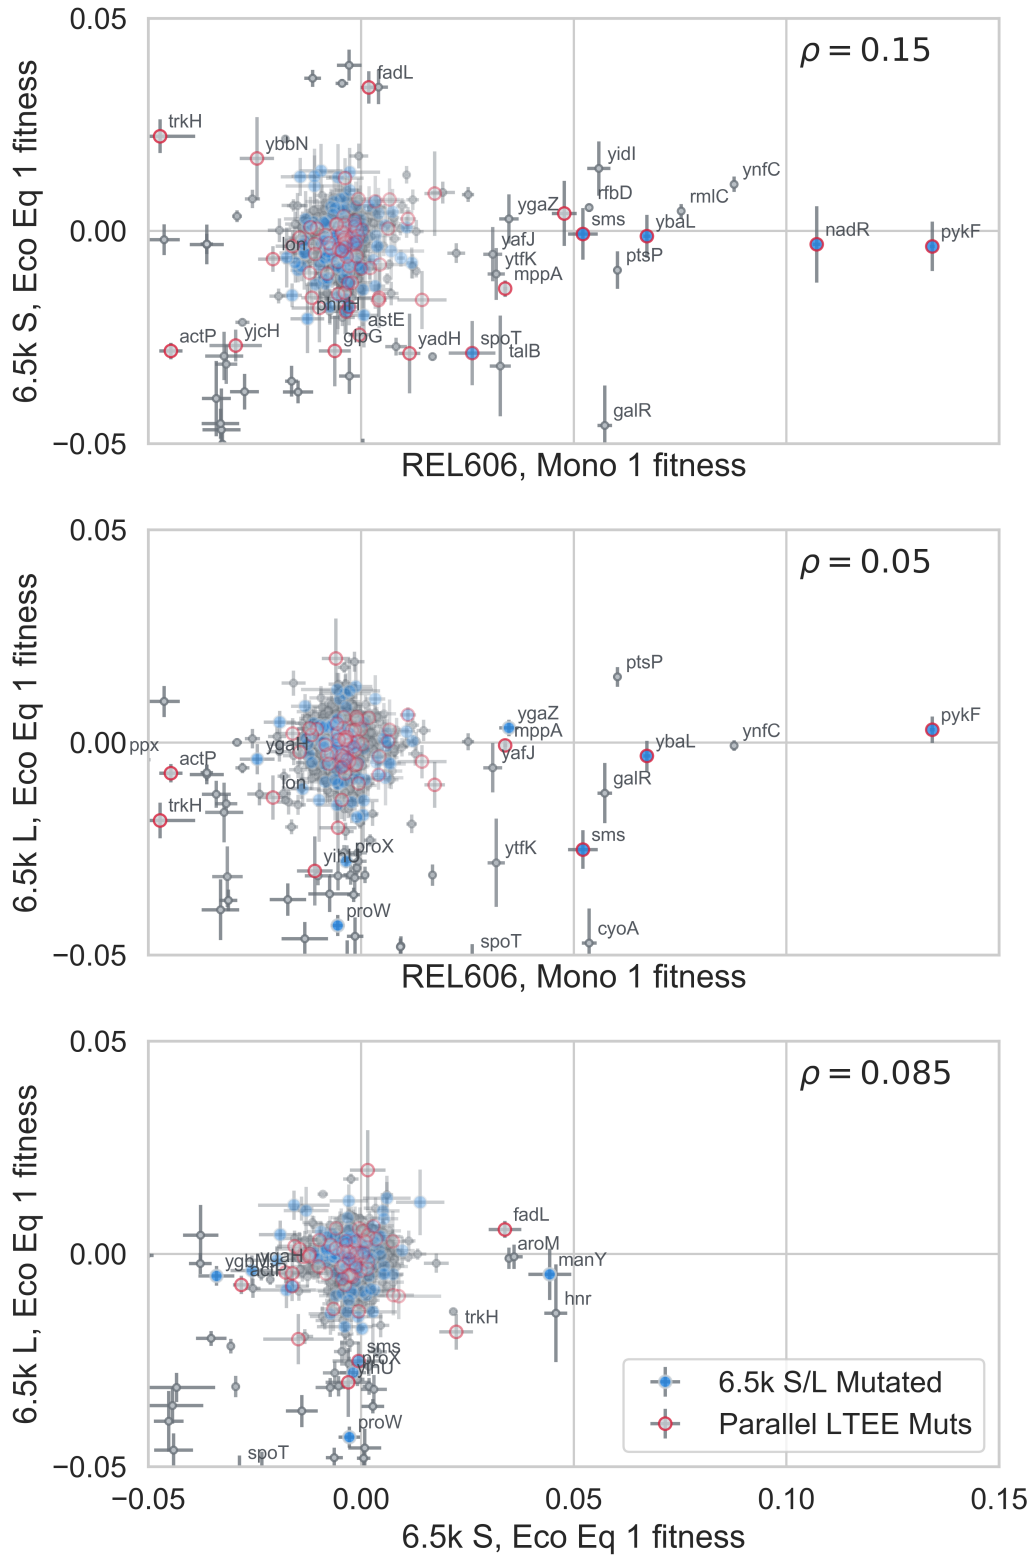 0.05
ρ = 0.15
fadL
trkH
ybbN
yidI
ynfC
rfbD
rmlC
ygaZ
sms
ybaL
nadR
pykF
0.00
lon
yafJ
ytfK
ptsP
mppA
phnH
astE
actP
yjcH
glpG
yadH
spoT
talB
galR
−0.05
6.5k S, Eco Eq 1 fitness
REL606, Mono 1 fitness
0.05
ρ = 0.05
ptsP
ygaZ
pykF
mppA
ynfC
0.00
ppx
ygaH
ybaL
actP
yafJ
lon
galR
trkH
sms
proX
ytfK
yihU
proW
cyoA
spoT
−0.05
6.5k L, Eco Eq 1 fitness
REL606, Mono 1 fitness
0.05
ρ = 0.085
fadL
aroM
0.00
ygaH
manY
actP
hnr
trkH
sms
proX
yihU
6.5k S/L Mutated
proW
Parallel LTEE Muts
spoT
−0.05
6.5k L, Eco Eq 1 fitness
−0.05 0.00 0.05 0.10 0.15
6.5k S, Eco Eq 1 fitness